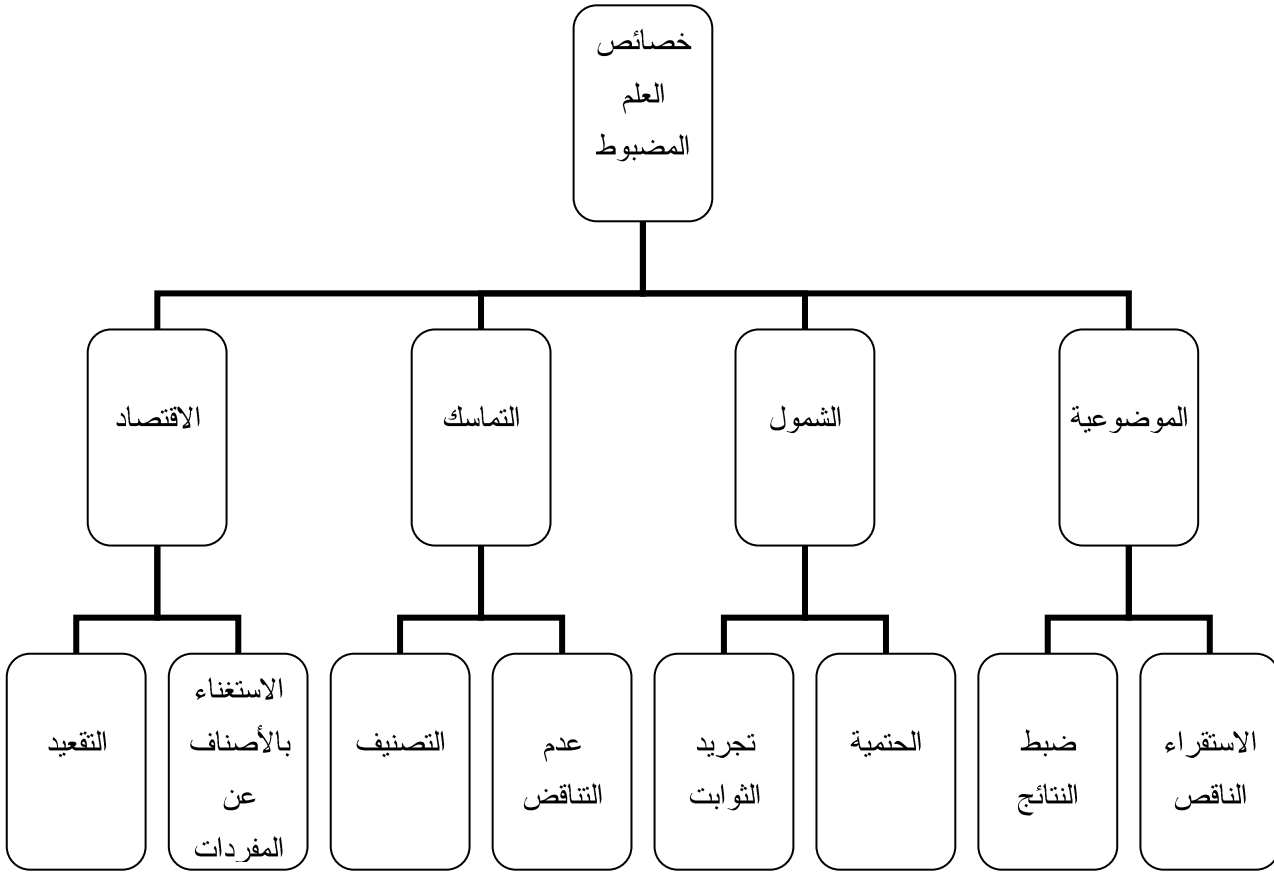 خصائص
العلم
المضبوط
الموضوعية
الشمول
التماسك
الاقتصاد
الاستقراء
الناقص
ضبط
النتائج
الحتمية
تجريد
الثوابت
عدم
التناقض
التصنيف
الاستغناء
بالأصناف
عن
المفردات
التقعيد